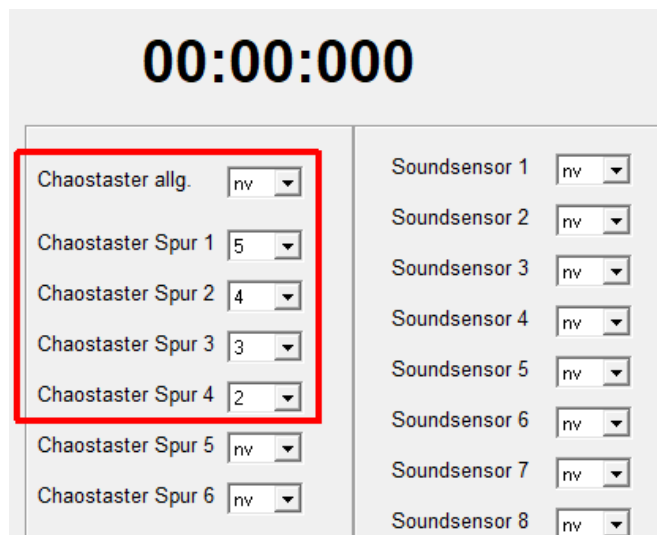 00:00:000
Chaostaster allg. nv
Chaostaster Spur 1 5
Chaostaster Spur 2 4
Chaostaster Spur 3 3
Chaostaster Spur 4 2
Chaostaster Spur 5 nv
Chaostaster Spur 6 nv
Soundsensor 1 nv
Soundsensor 2 nv
Soundsensor 3 nv
Soundsensor 4 nv
Soundsensor 5 nv
Soundsensor 6 nv
Soundsensor 7 nv
Soundsensor 8 nv